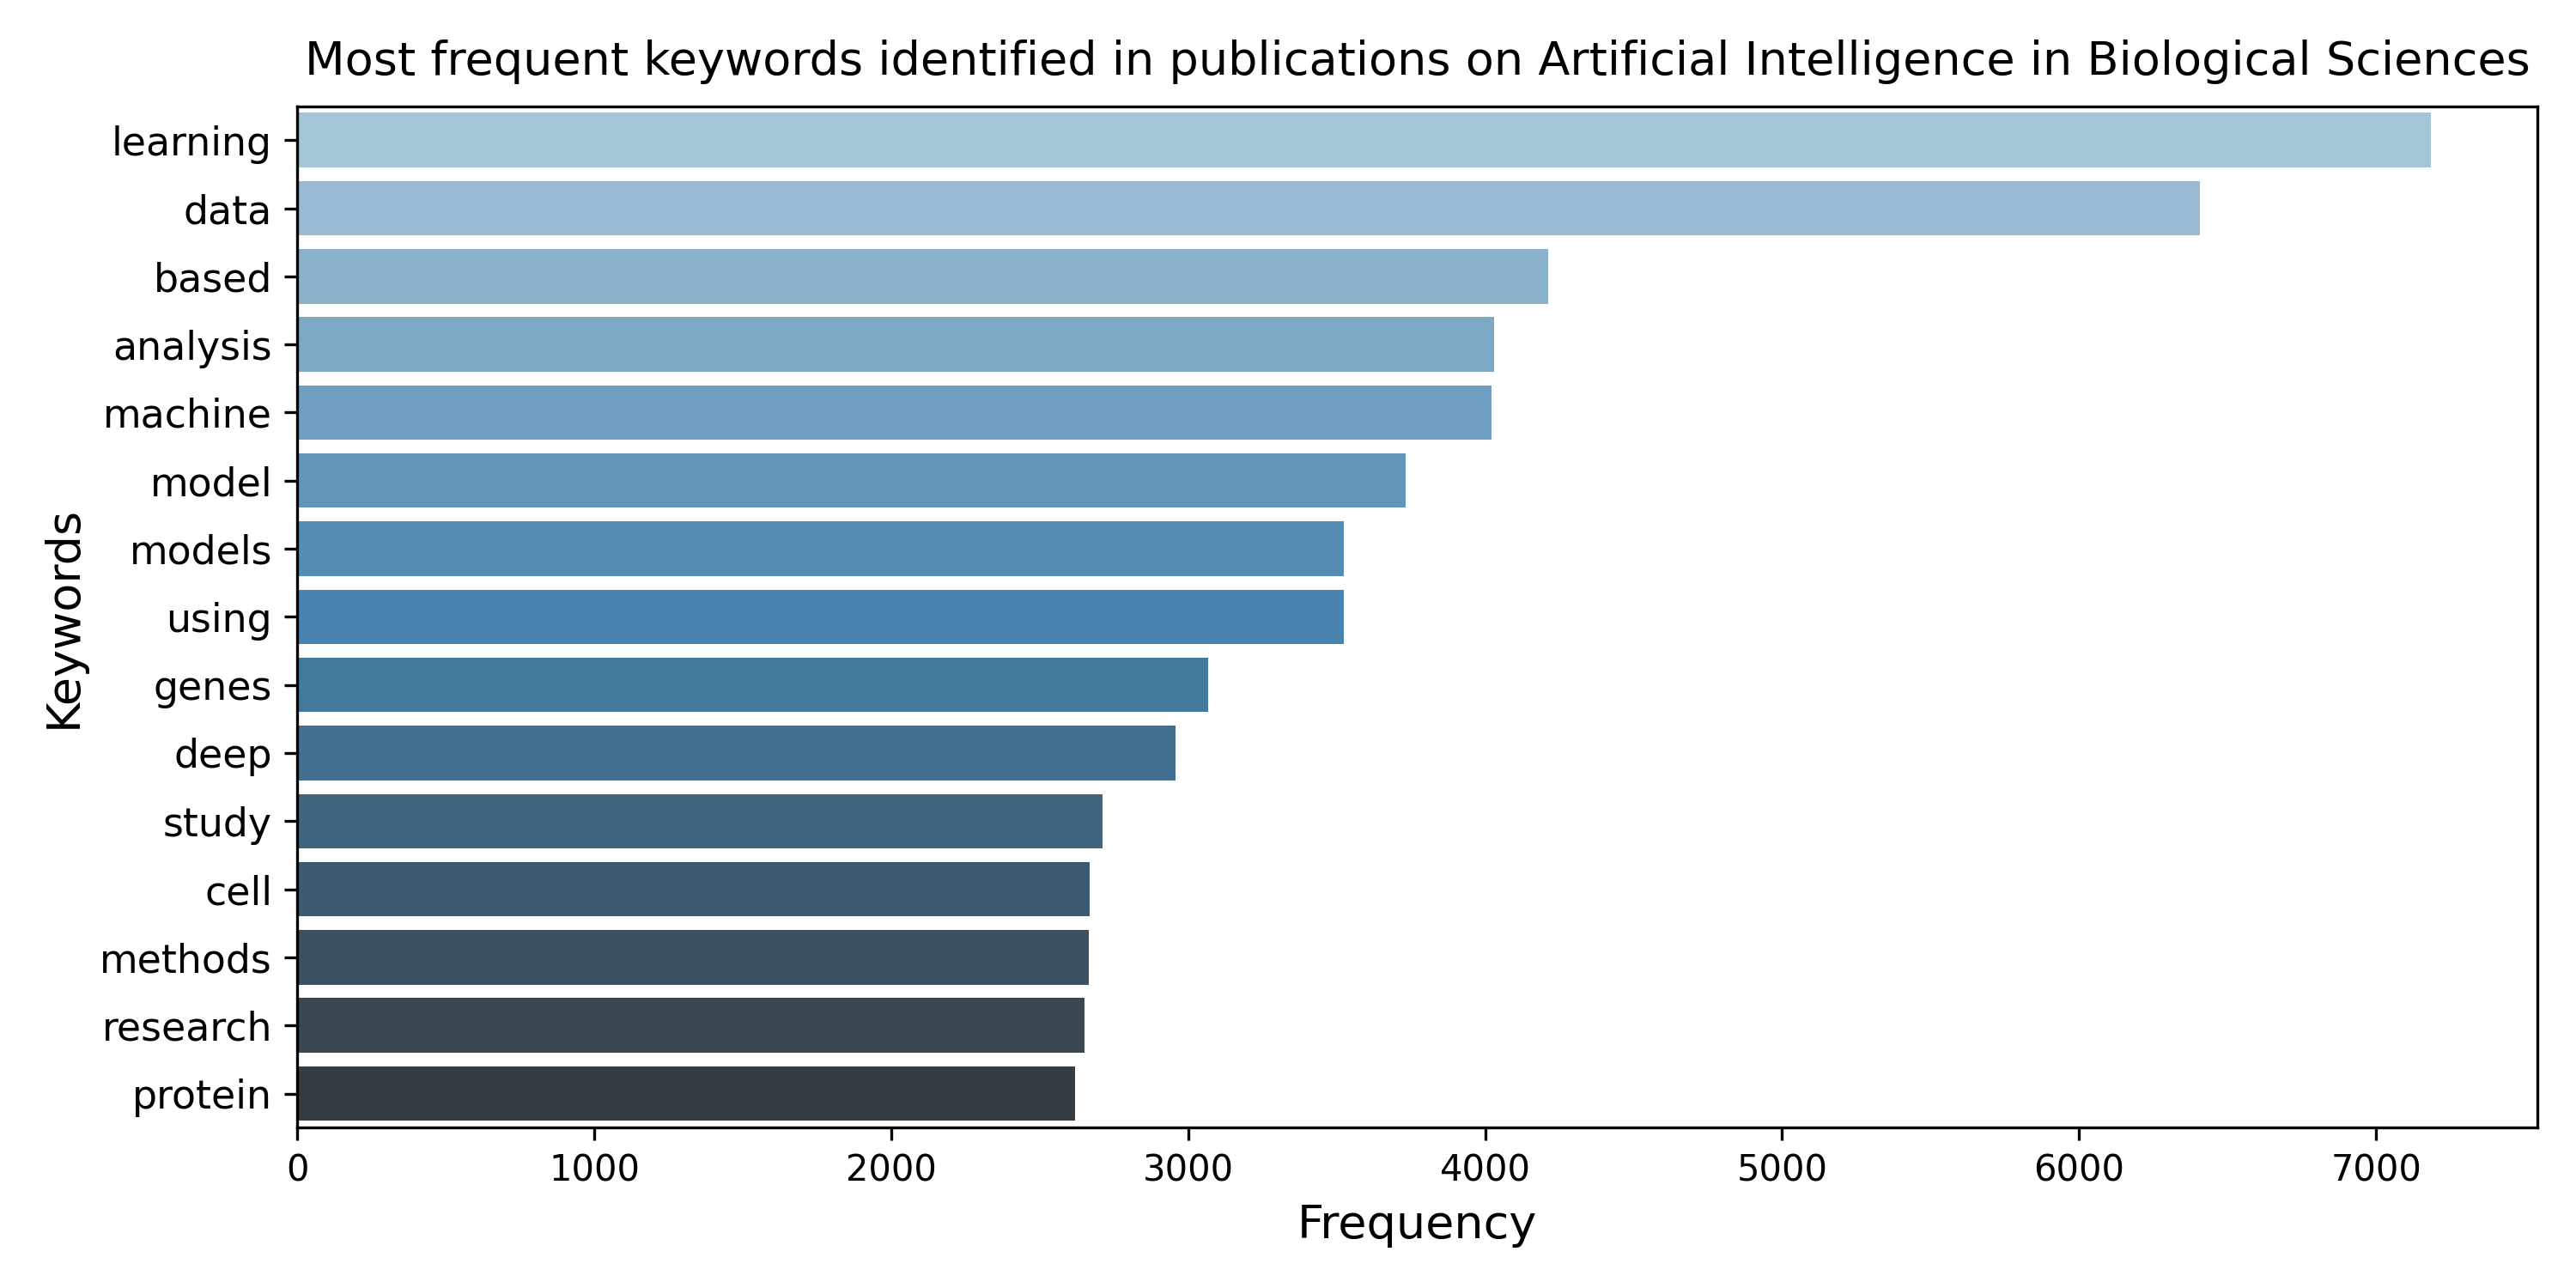 Most frequent keywords identified in publications on Artificial Intelligence in Biological Sciences
Keywords
learning
data
based
analysis
machine
model
models
using
genes
deep
study
cell
methods
research
protein
0 1000 2000 3000 4000 5000 6000 7000
Frequency